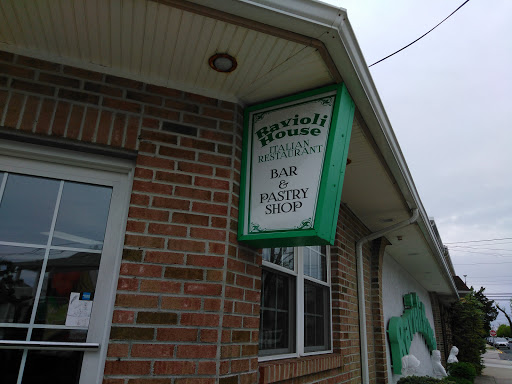 Ravioli
House
ITALIAN
RESTAURANT
BAR
&
PASTRY
SHOP